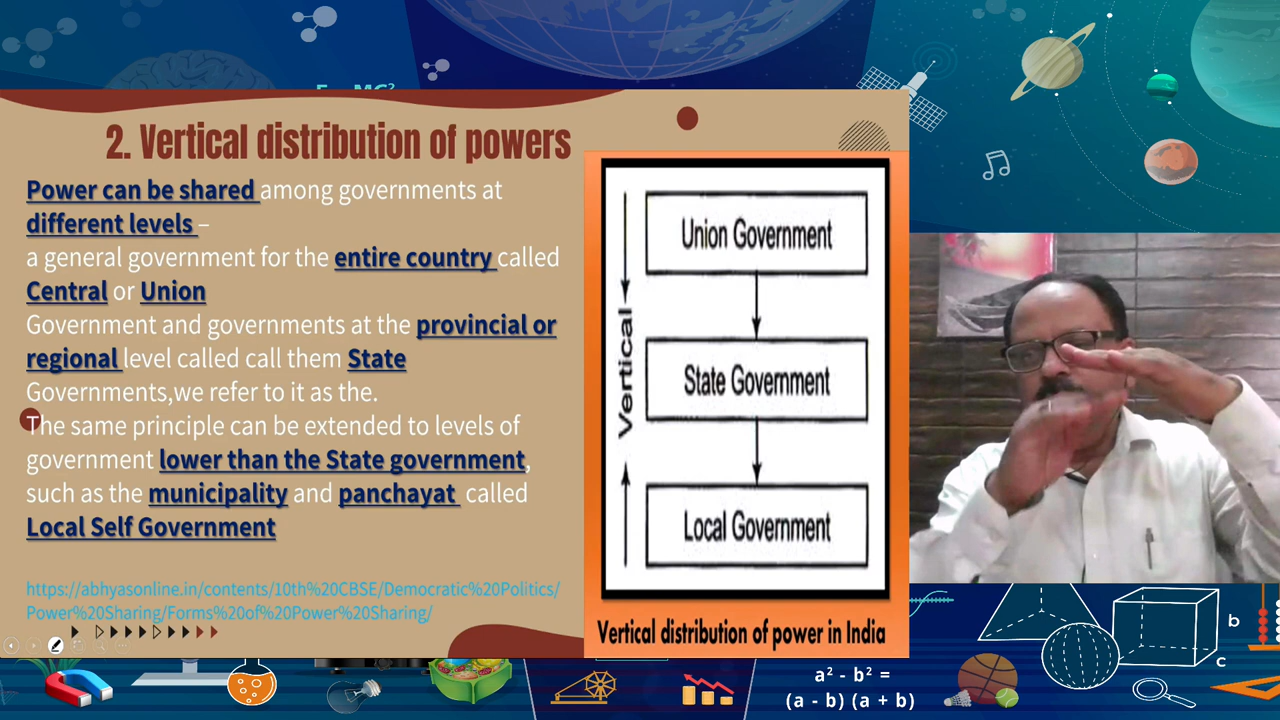 2. Vertical distribution of powers
Power can be shared among governments at
different levels –
a general government for the entire country called
Central or Union
Government and governments at the provincial or
regional level called call them State
Governments,we refer to it as the.
The same principle can be extended to levels of
government lower than the State government,
such as the municipality and panchayat called
Local Self Government
https://abhyasonline.in/contents/10th%20CBSE/Democratic%20Politics/
Power%20Sharing/Forms%20of%20Power%20Sharing/
Vertical
Union Government
State Government
Local Government
Vertical distribution of power in India
b
c
a² - b² =
(a - b) (a + b)